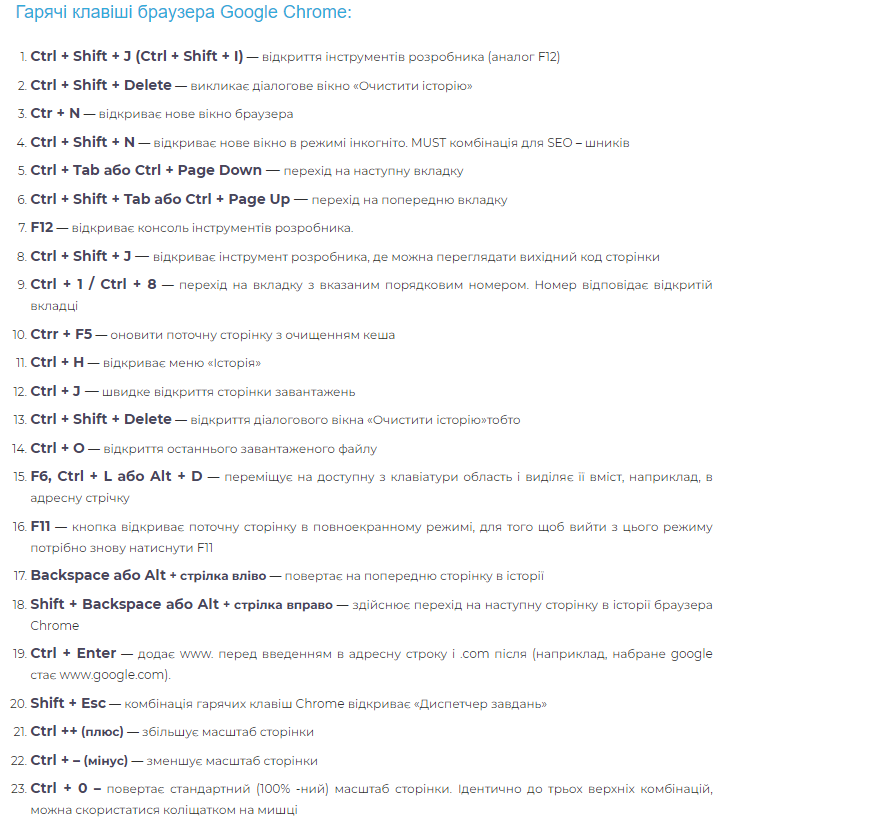 Гарячі клавіші браузера Google Chrome:
1. Ctrl + Shift + J (Ctrl + Shift + I) — відкриття інструментів розробника (аналог F12)
2. Ctrl + Shift + Delete — викликає діалогове вікно «Очистити історію»
3. Ctr + N — відкриває нове вікно браузера
4. Ctrl + Shift + N — відкриває нове вікно в режимі інкогніто. MUST комбінація для SEO – шників
5. Ctrl + Tab або Ctrl + Page Down — перехід на наступну вкладку
6. Ctrl + Shift + Tab або Ctrl + Page Up — перехід на попередню вкладку
7. F12 — відкриває консоль інструментів розробника.
8. Ctrl + Shift + J — відкриває інструмент розробника, де можна переглядати вихідний код сторінки
9. Ctrl + 1 / Ctrl + 8 — перехід на вкладку з вказаним порядковим номером. Номер відповідає відкритій
вкладці
10. Ctrr + F5 — оновити поточну сторінку з очищенням кеша
11. Ctrl + H — відкриває меню «Історія»
12. Ctrl + J — швидке відкриття сторінки завантажень
13. Ctrl + Shift + Delete — відкриття діалогового вікна «Очистити історію»тобто
14. Ctrl + O — відкриття останнього завантаженого файлу
15. F6, Ctrl + L або Alt + D — переміщує на доступну з клавіатури область і виділяє її вміст, наприклад, в
адресну стрічку
16. F11 — кнопка відкриває поточну сторінку в повноекранному режимі, для того щоб вийти з цього режиму
потрібно знову натиснути F11
17. Backspace або Alt + стрілка вліво — повертає на попередню сторінку в історії
18. Shift + Backspace або Alt + стрілка вправо — здійснює перехід на наступну сторінку в історії браузера
Chrome
19. Ctrl + Enter — додає www. перед введенням в адресну строку і .com після (наприклад, набране google
стає www.google.com).
20. Shift + Esc — комбінація гарячих клавіш Chrome відкриває «Диспетчер завдань»
21. Ctrl ++ (плюс) — збільшує масштаб сторінки
22. Ctrl + – (мінус) — зменшує масштаб сторінки
23. Ctrl + 0 – повертає стандартний (100% -ний) масштаб сторінки. Ідентично до трьох верхніх комбінацій,
можна скористатися коліщатком на мишці